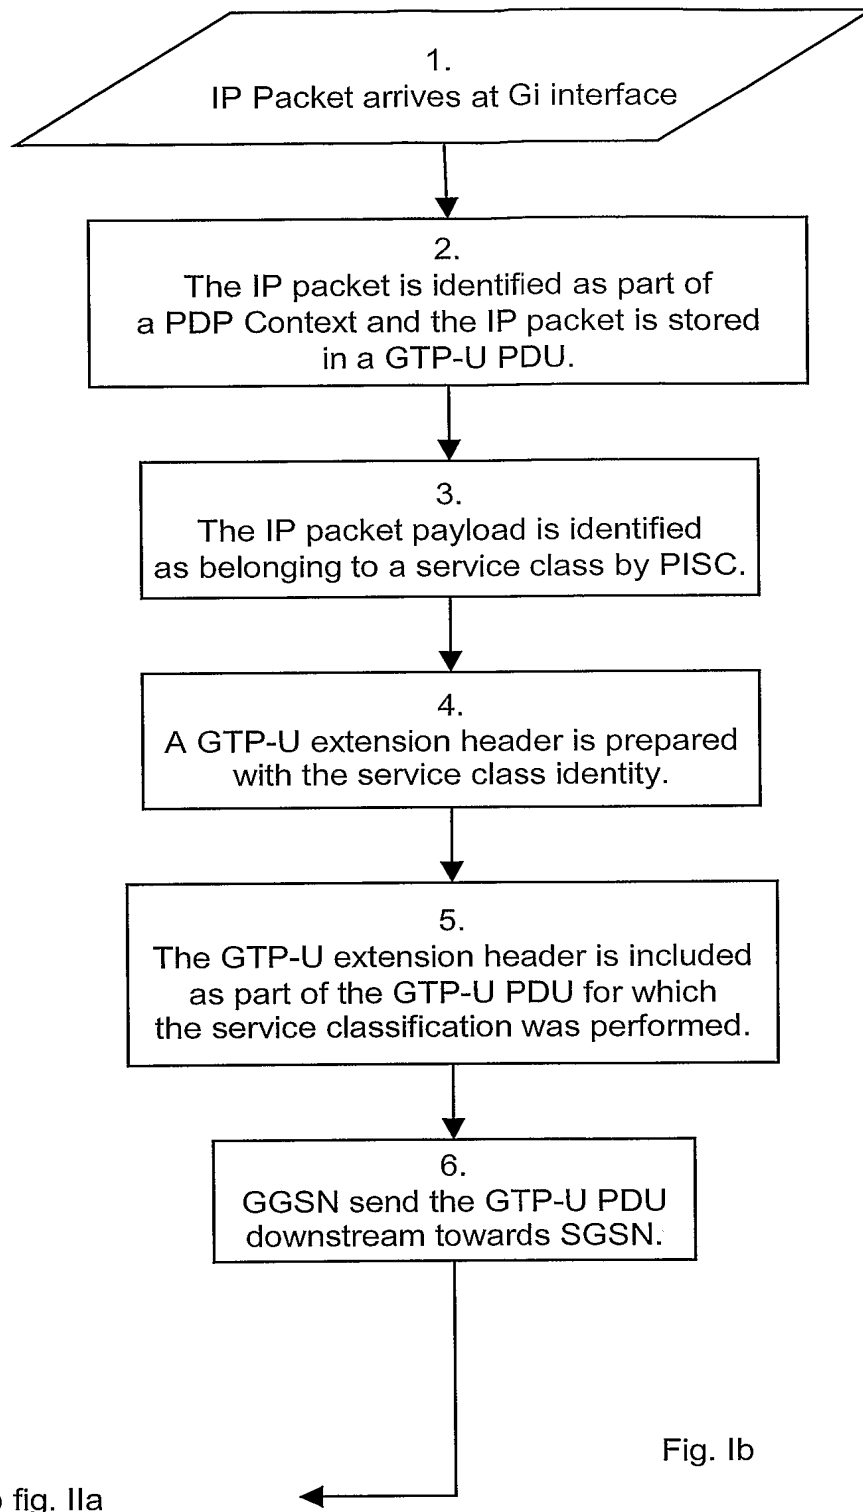 1.
IP Packet arrives at Gi interface
2.
The IP packet is identified as part of
a PDP Context and the IP packet is stored
in a GTP-U PDU.
3.
The IP packet payload is identified
as belonging to a service class by PISC.
4.
A GTP-U extension header is prepared
with the service class identity.
5.
The GTP-U extension header is included
as part of the GTP-U PDU for which
the service classification was performed.
6.
GGSN send the GTP-U PDU
downstream towards SGSN.
Fig. Ib
fig. IIa